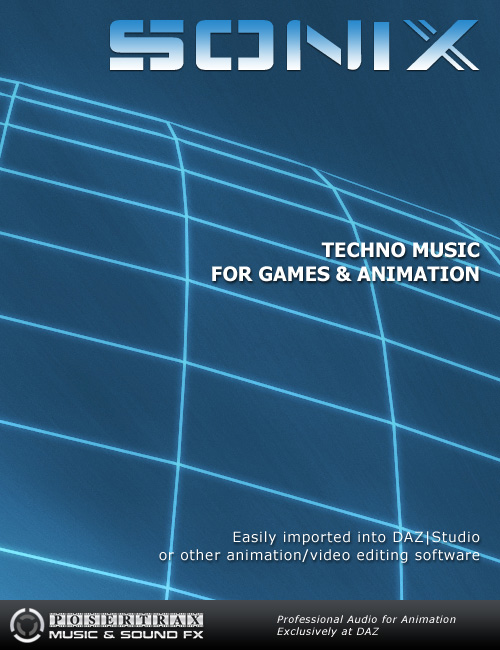 SONIX
TECHNO MUSIC
FOR GAMES & ANIMATION
Easily imported into DAZ|Studio
or other animation/video editing software
POSERTRAX
MUSIC & SOUND FX
Professional Audio for Animation
Exclusively at DAZ